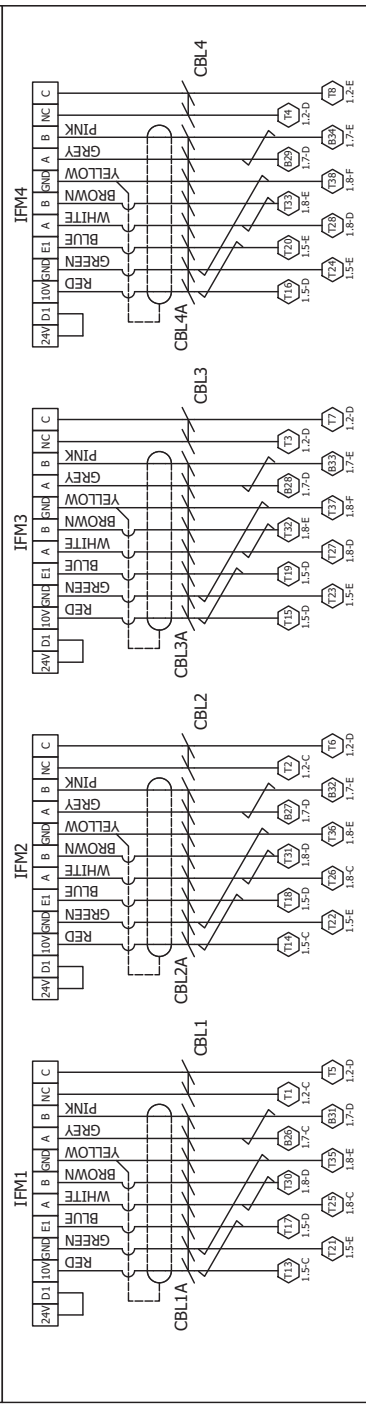 IFM1
24V D1 10V GND E1 A B GND A B NC C
RED
GREEN
BLUE
WHITE
BROWN
YELLOW
GREY
PINK
CBL1A
CBL1
T13
1.5-C
T21
1.5-E
T17
1.5-D
T25
1.8-C
T30
1.8-D
T35
1.8-E
B26
1.7-C
B31
1.7-D
T1
1.2-C
T5
1.2-D
IFM2
24V D1 10V GND E1 A B GND A B NC C
RED
GREEN
BLUE
WHITE
BROWN
YELLOW
GREY
PINK
CBL2A
CBL2
T14
1.5-C
T22
1.5-E
T18
1.5-D
T26
1.8-C
T31
1.8-D
T36
1.8-E
B27
1.7-D
B32
1.7-E
T2
1.2-C
T6
1.2-D
IFM3
24V D1 10V GND E1 A B GND A B NC C
RED
GREEN
BLUE
WHITE
BROWN
YELLOW
GREY
PINK
CBL3A
CBL3
T15
1.5-D
T23
1.5-E
T19
1.5-D
T27
1.8-D
T32
1.8-E
T37
1.8-F
B28
1.7-D
B33
1.7-E
T3
1.2-D
T7
1.2-D
IFM4
24V D1 10V GND E1 A B GND A B NC C
RED
GREEN
BLUE
WHITE
BROWN
YELLOW
GREY
PINK
CBL4A
CBL4
T16
1.5-D
T24
1.5-E
T20
1.5-E
T28
1.8-D
T33
1.8-E
T38
1.8-F
B29
1.7-D
B34
1.7-E
T4
1.2-D
T8
1.2-E